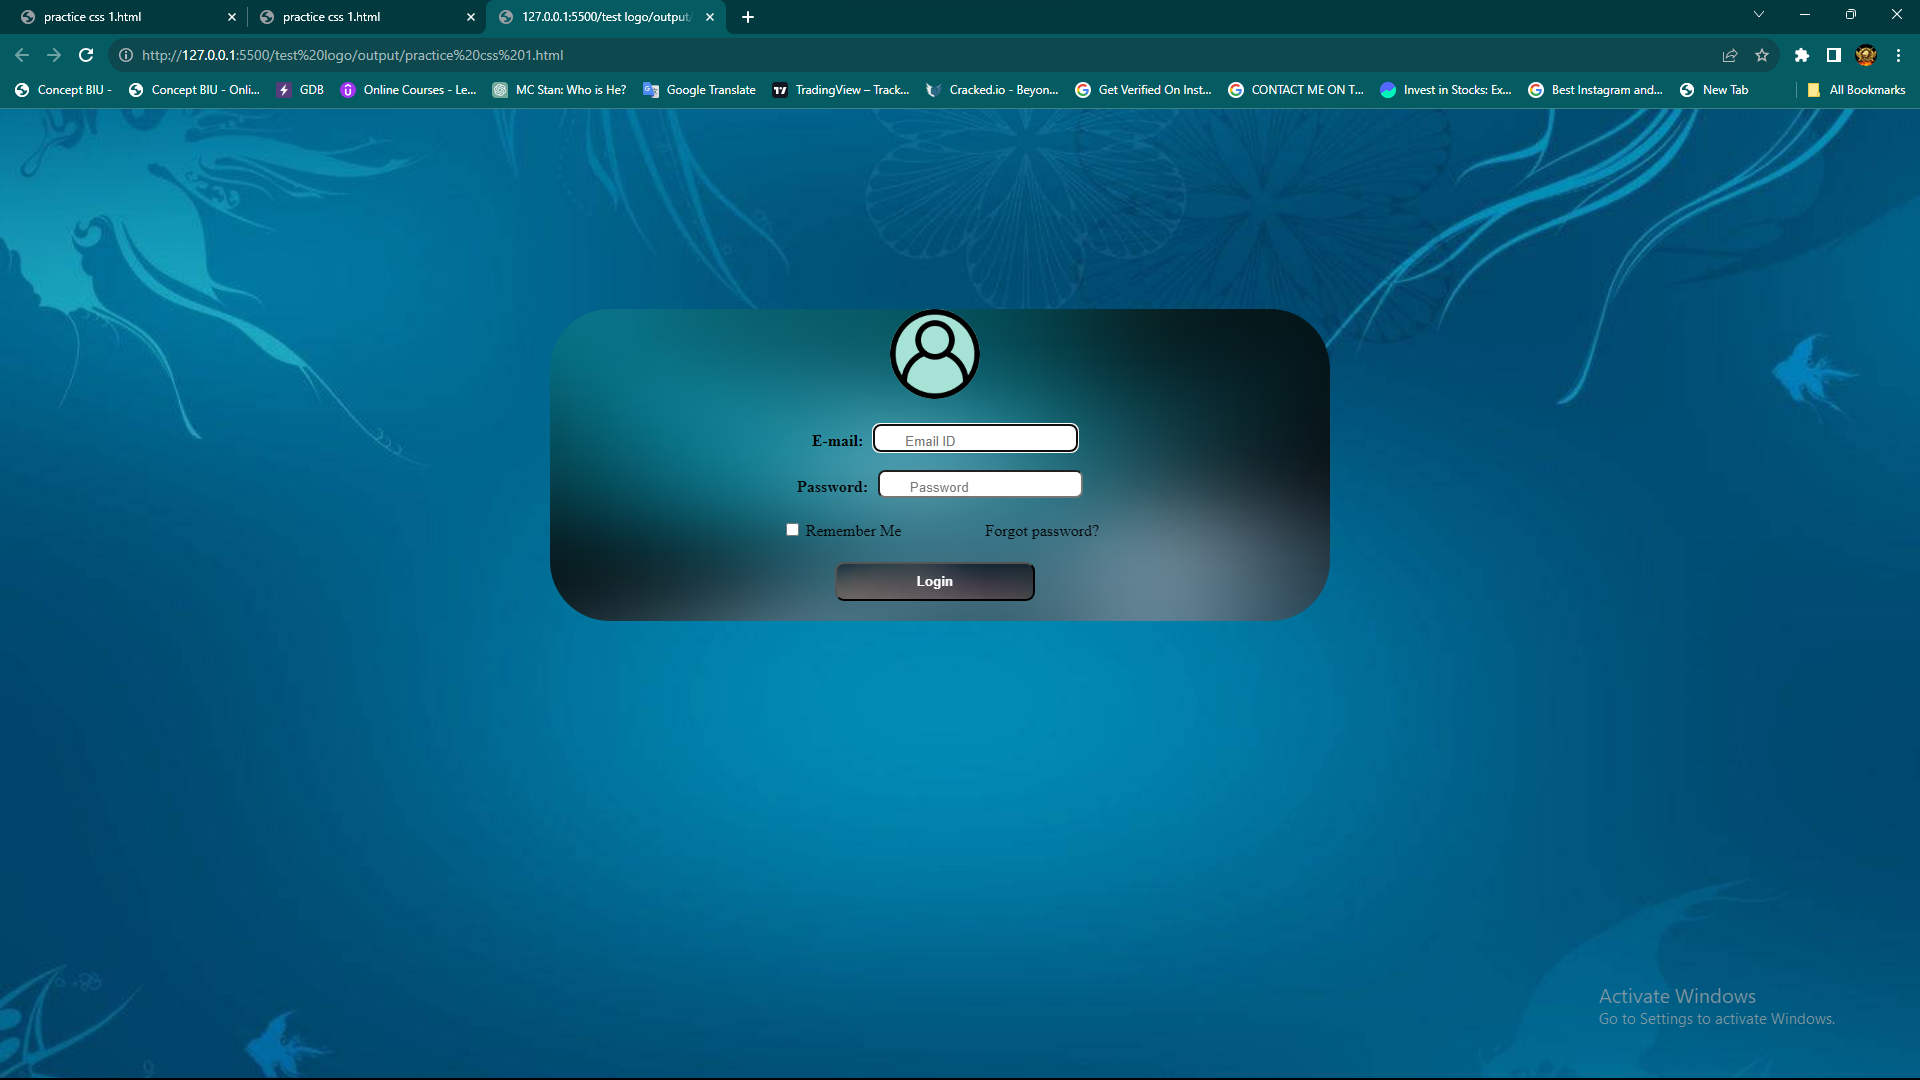 practice css 1.html
practice css 1.html
127.0.0.1:5500/test logo/output/
http://127.0.0.1:5500/test%20logo/output/practice%20css%201.html
Concept BIU -
Concept BIU - Onli...
GDB
Online Courses - Le...
MC Stan: Who is He?
Google Translate
TradingView – Track...
Cracked.io - Beyon...
Get Verified On Inst...
CONTACT ME ON T...
Invest in Stocks: Ex...
Best Instagram and...
New Tab
All Bookmarks
E-mail: Email ID
Password: Password
Remember Me Forgot password?
Login
Activate Windows
Go to Settings to activate Windows.